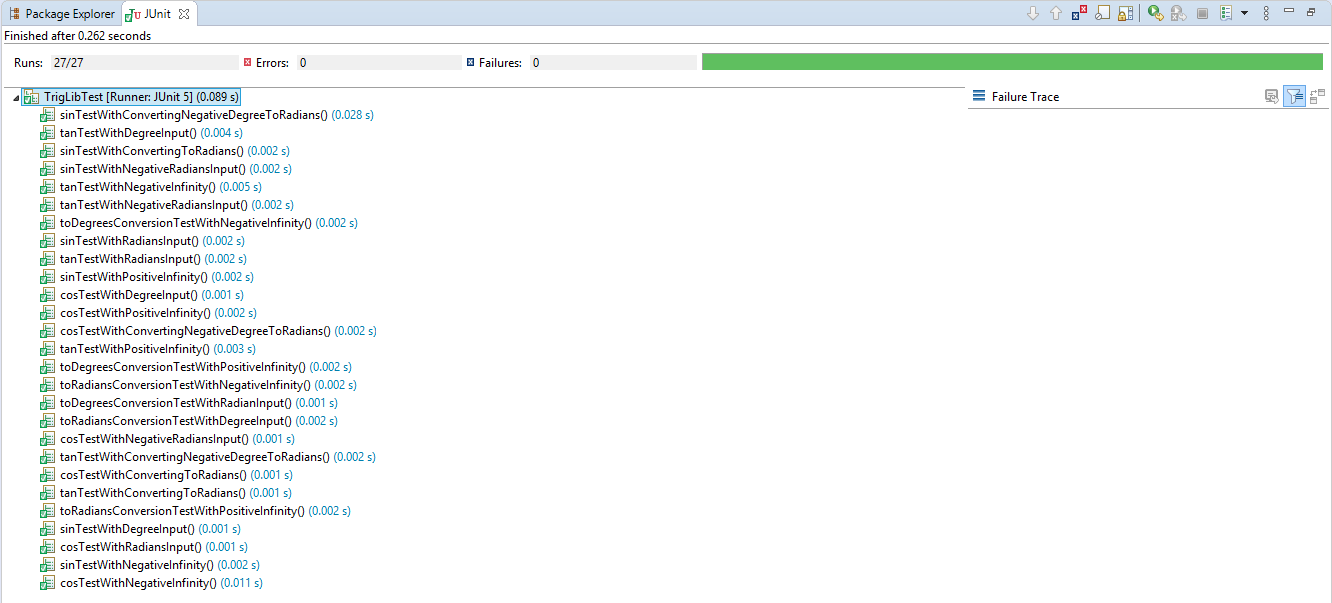 Package Explorer JUnit
Finished after 0.262 seconds
Runs: 27/27 Errors: 0 Failures: 0
TrigLibTest [Runner: JUnit 5] (0.089 s)
Failure Trace
sinTestWithConvertingNegativeDegreeToRadians() (0.028 s)
tanTestWithDegreeInput() (0.004 s)
sinTestWithConvertingToRadians() (0.002 s)
sinTestWithNegativeRadiansInput() (0.002 s)
tanTestWithNegativeInfinity() (0.005 s)
tanTestWithNegativeRadiansInput() (0.002 s)
toDegreesConversionTestWithNegativeInfinity() (0.002 s)
sinTestWithRadiansInput() (0.002 s)
tanTestWithRadiansInput() (0.002 s)
sinTestWithPositiveInfinity() (0.002 s)
cosTestWithDegreeInput() (0.001 s)
cosTestWithPositiveInfinity() (0.002 s)
cosTestWithConvertingNegativeDegreeToRadians() (0.002 s)
tanTestWithPositiveInfinity() (0.003 s)
toDegreesConversionTestWithPositiveInfinity() (0.002 s)
toRadiansConversionTestWithNegativeInfinity() (0.002 s)
toDegreesConversionTestWithRadianInput() (0.001 s)
toRadiansConversionTestWithDegreeInput() (0.002 s)
cosTestWithNegativeRadiansInput() (0.001 s)
tanTestWithConvertingNegativeDegreeToRadians() (0.002 s)
cosTestWithConvertingToRadians() (0.001 s)
tanTestWithConvertingToRadians() (0.001 s)
toRadiansConversionTestWithPositiveInfinity() (0.002 s)
sinTestWithDegreeInput() (0.001 s)
cosTestWithRadiansInput() (0.001 s)
sinTestWithNegativeInfinity() (0.002 s)
cosTestWithNegativeInfinity() (0.011 s)